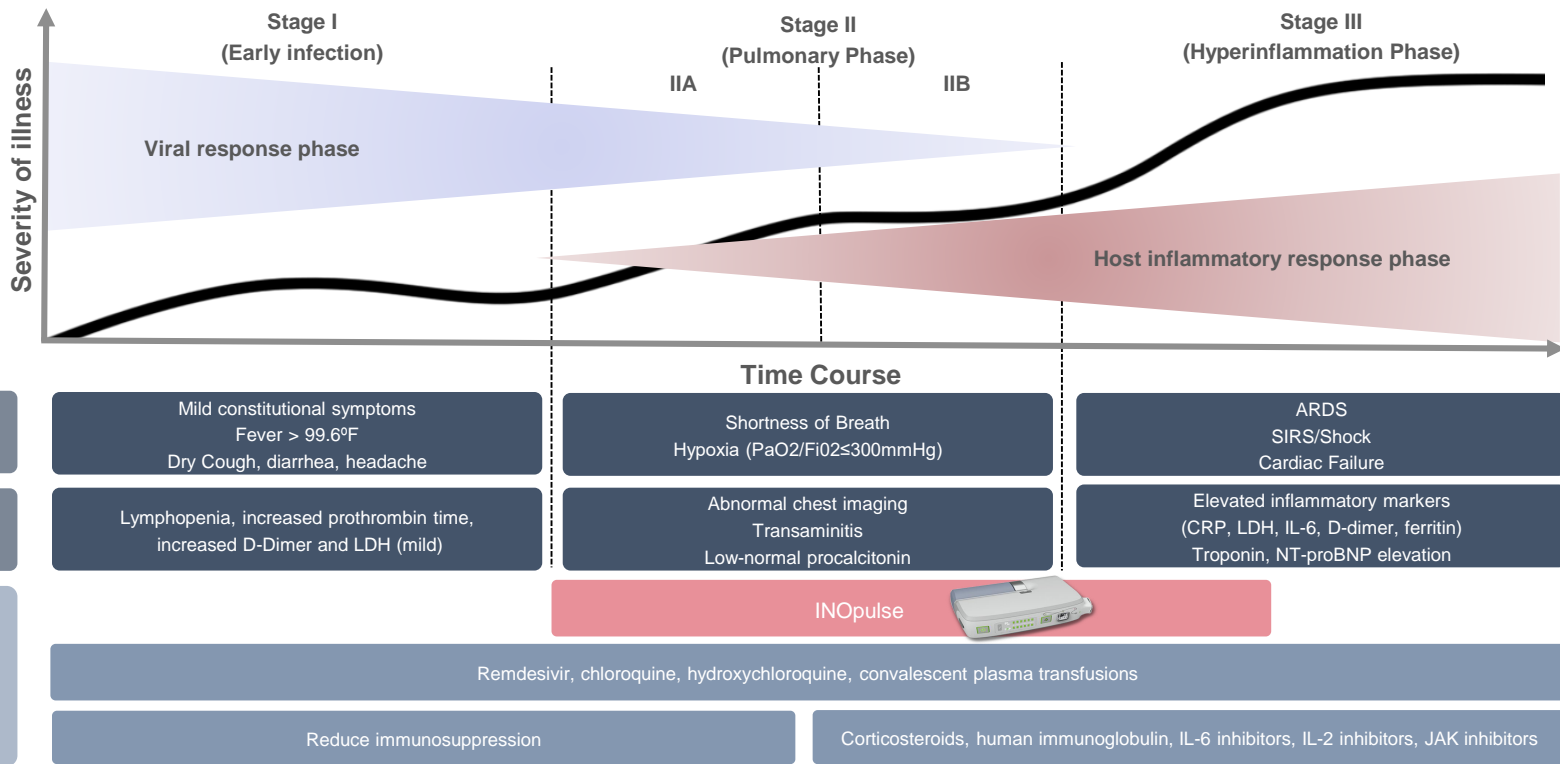 Stage I
(Early infection)
Stage II
(Pulmonary Phase)
Stage III
(Hyperinflammation Phase)
IIA
IIB
Severity of illness
Viral response phase
Host inflammatory response phase
Time Course
Mild constitutional symptoms
Fever > 99.6ºF
Dry Cough, diarrhea, headache
Shortness of Breath
Hypoxia (PaO2/Fi02≤300mmHg)
ARDS
SIRS/Shock
Cardiac Failure
Lymphopenia, increased prothrombin time,
increased D-Dimer and LDH (mild)
Abnormal chest imaging
Transaminitis
Low-normal procalcitonin
Elevated inflammatory markers
(CRP, LDH, IL-6, D-dimer, ferritin)
Troponin, NT-proBNP elevation
INOpulse
Remdesivir, chloroquine, hydroxychloroquine, convalescent plasma transfusions
Reduce immunosuppression
Corticosteroids, human immunoglobulin, IL-6 inhibitors, IL-2 inhibitors, JAK inhibitors